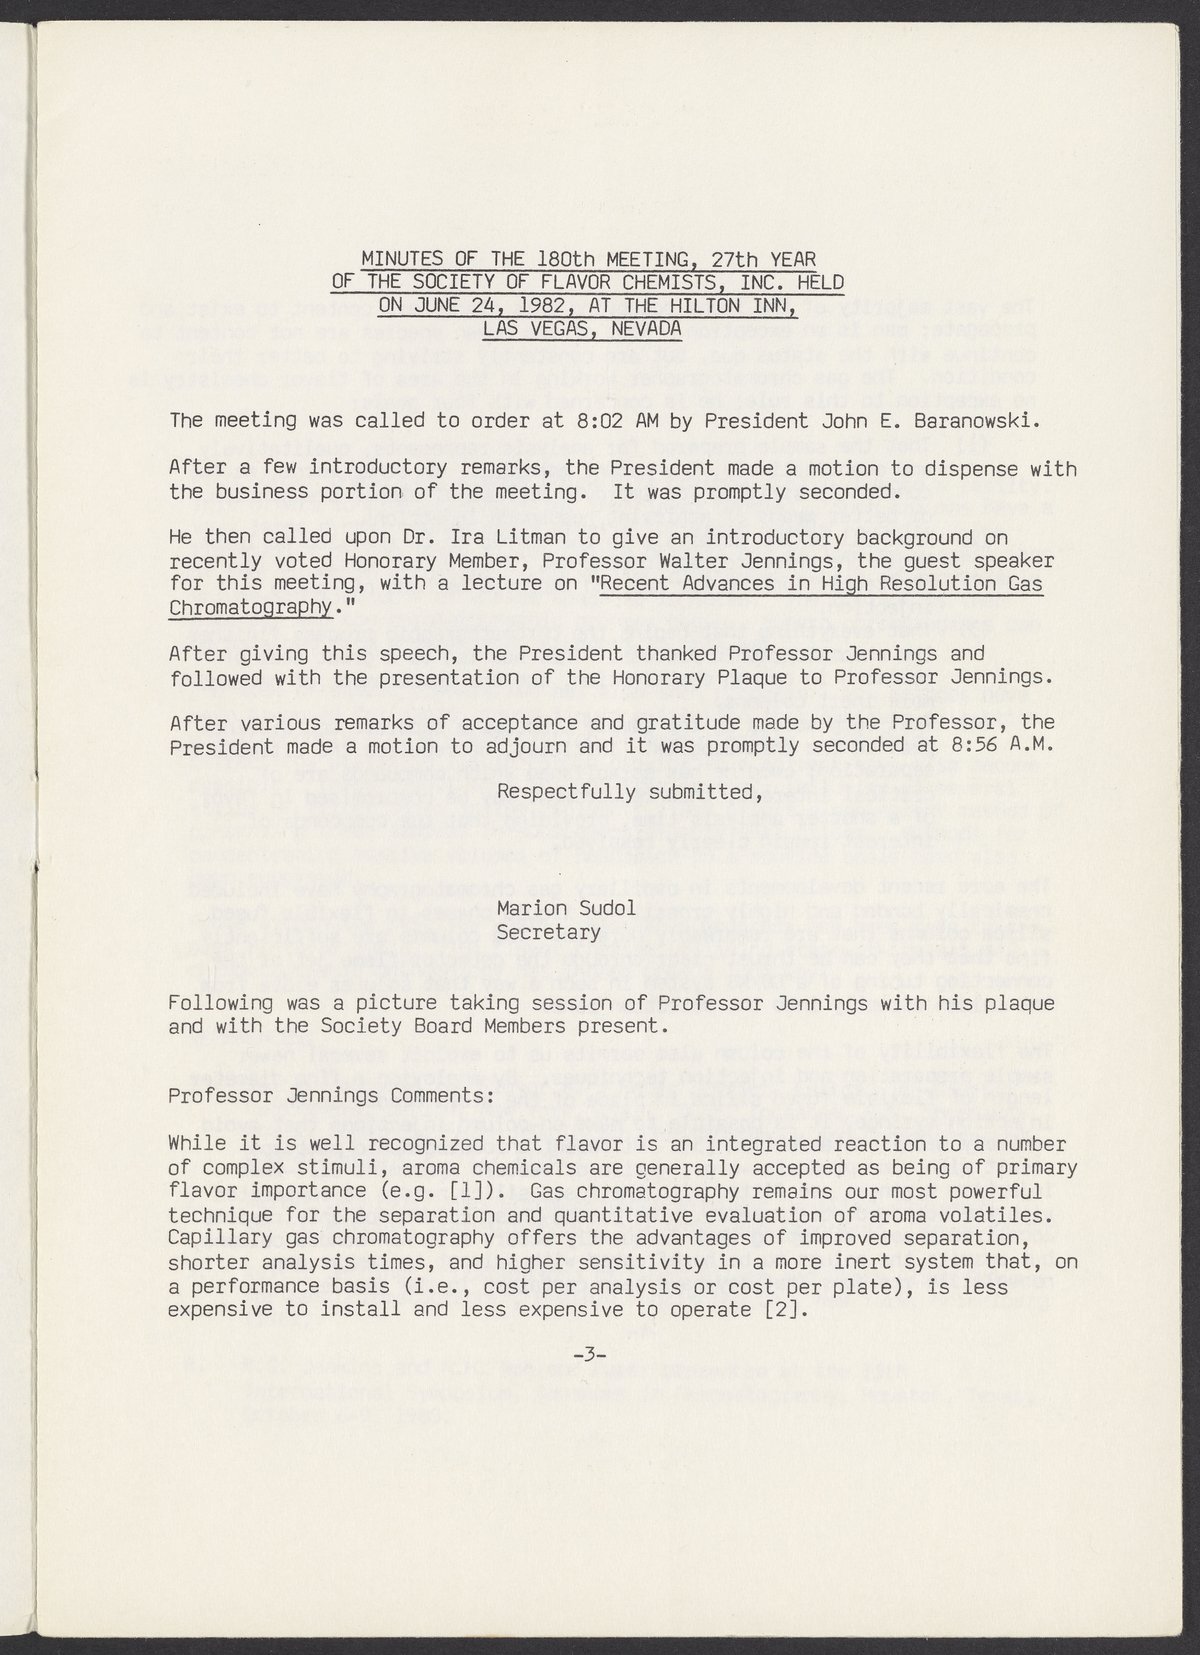 MINUTES OF THE 180th MEETING, 27th YEAR
OF THE SOCIETY OF FLAVOR CHEMISTS, INC. HELD
ON JUNE 24, 1982, AT THE HILTON INN,
LAS VEGAS, NEVADA
The meeting was called to order at 8:02 AM by President John E. Baranowski.
After a few introductory remarks, the President made a motion to dispense with
the business portion of the meeting. It was promptly seconded.
He then called upon Dr. Ira Litman to give an introductory background on
recently voted Honorary Member, Professor Walter Jennings, the guest speaker
for this meeting, with a lecture on "Recent Advances in High Resolution Gas
Chromatography."
After giving this speech, the President thanked Professor Jennings and
followed with the presentation of the Honorary Plaque to Professor Jennings.
After various remarks of acceptance and gratitude made by the Professor, the
President made a motion to adjourn and it was promptly seconded at 8:56 A.M.
Respectfully submitted,
Marion Sudol
Secretary
Following was a picture taking session of Professor Jennings with his plaque
and with the Society Board Members present.
Professor Jennings Comments:
While it is well recognized that flavor is an integrated reaction to a number
of complex stimuli, aroma chemicals are generally accepted as being of primary
flavor importance (e.g. [1]). Gas chromatography remains our most powerful
technique for the separation and quantitative evaluation of aroma volatiles.
Capillary gas chromatography offers the advantages of improved separation,
shorter analysis times, and higher sensitivity in a more inert system that, on
a performance basis (i.e., cost per analysis or cost per plate), is less
expensive to install and less expensive to operate [2].
-3-